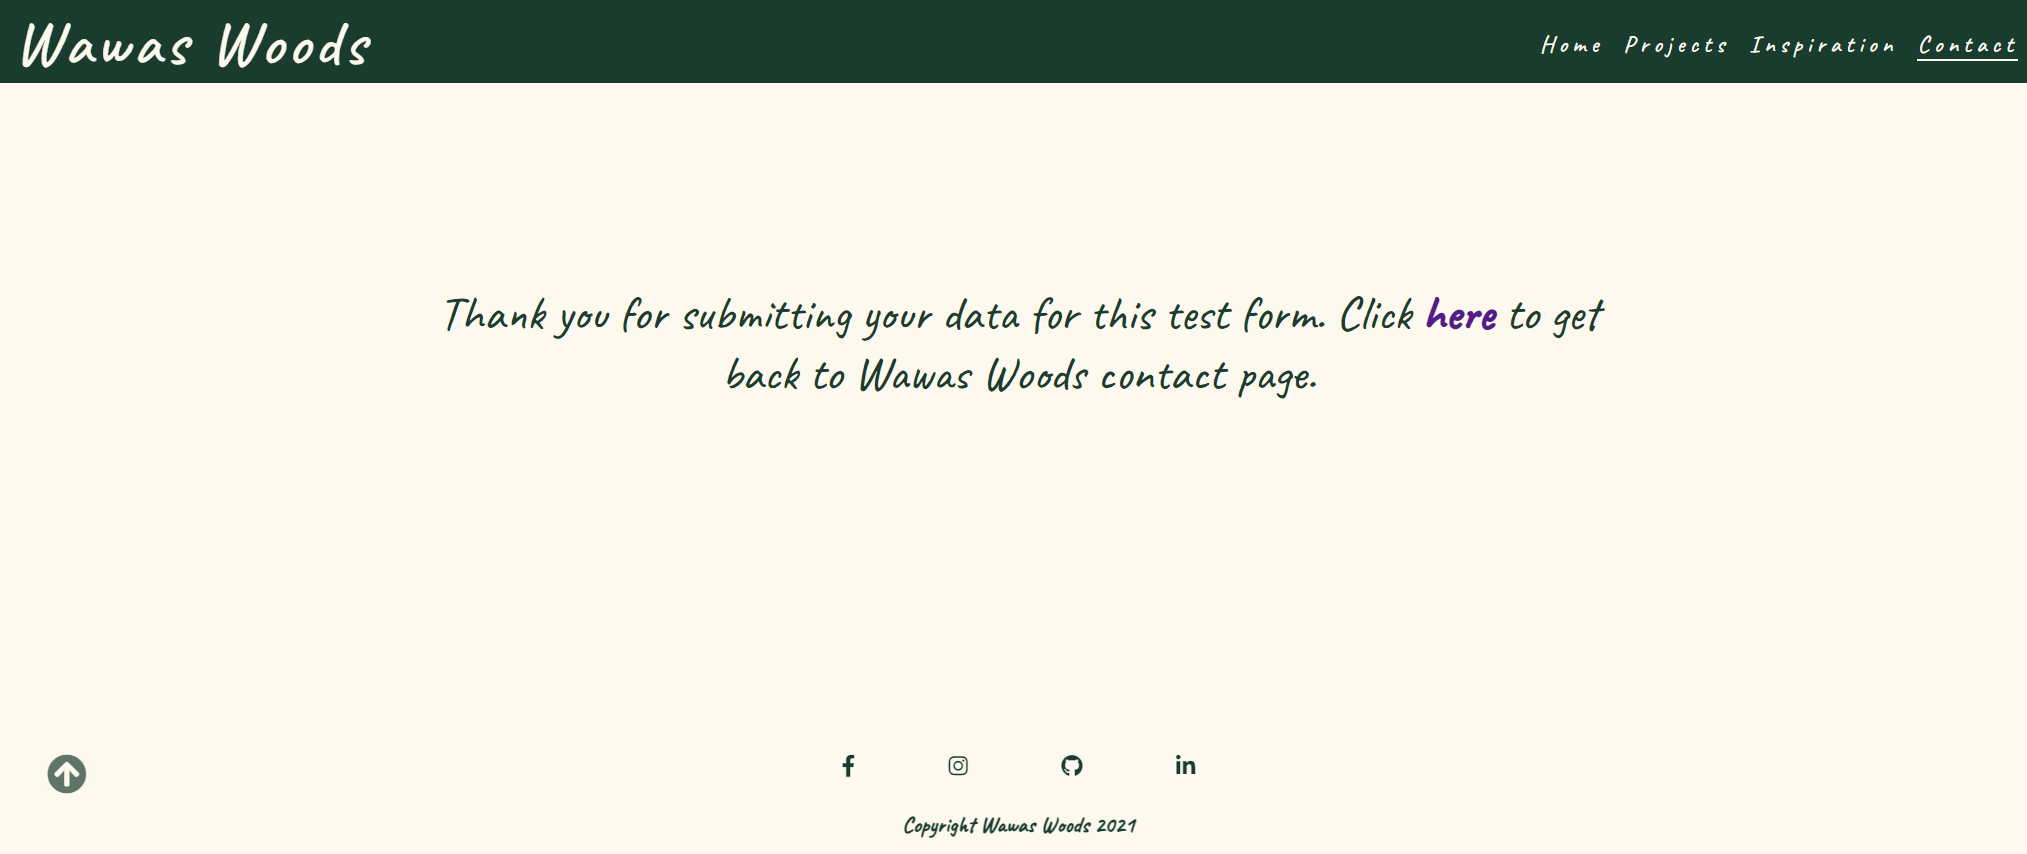 Wawas Woods
Home Projects Inspiration Contact
Thank you for submitting your data for this test form. Click here to get
back to Wawas Woods contact page.
Copyright Wawas Woods 2021